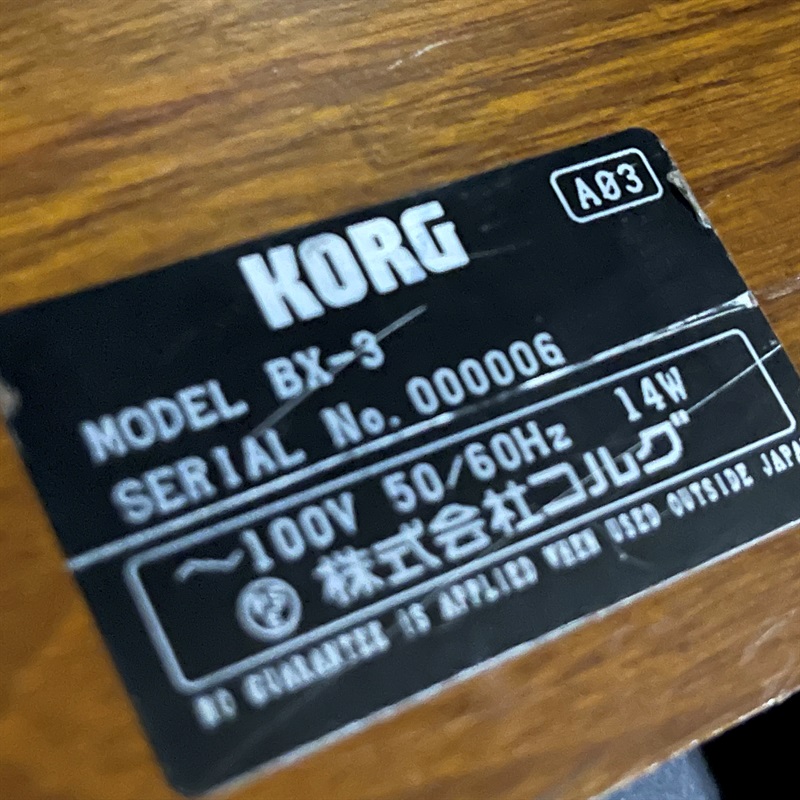 A03
KORG
MODEL BX-3
SERIAL No. 000006
~100V 50/60Hz 14W
株式会社コルグ
NO GUARANTEE IS APPLIED WHEN USED OUTSIDE JAPA